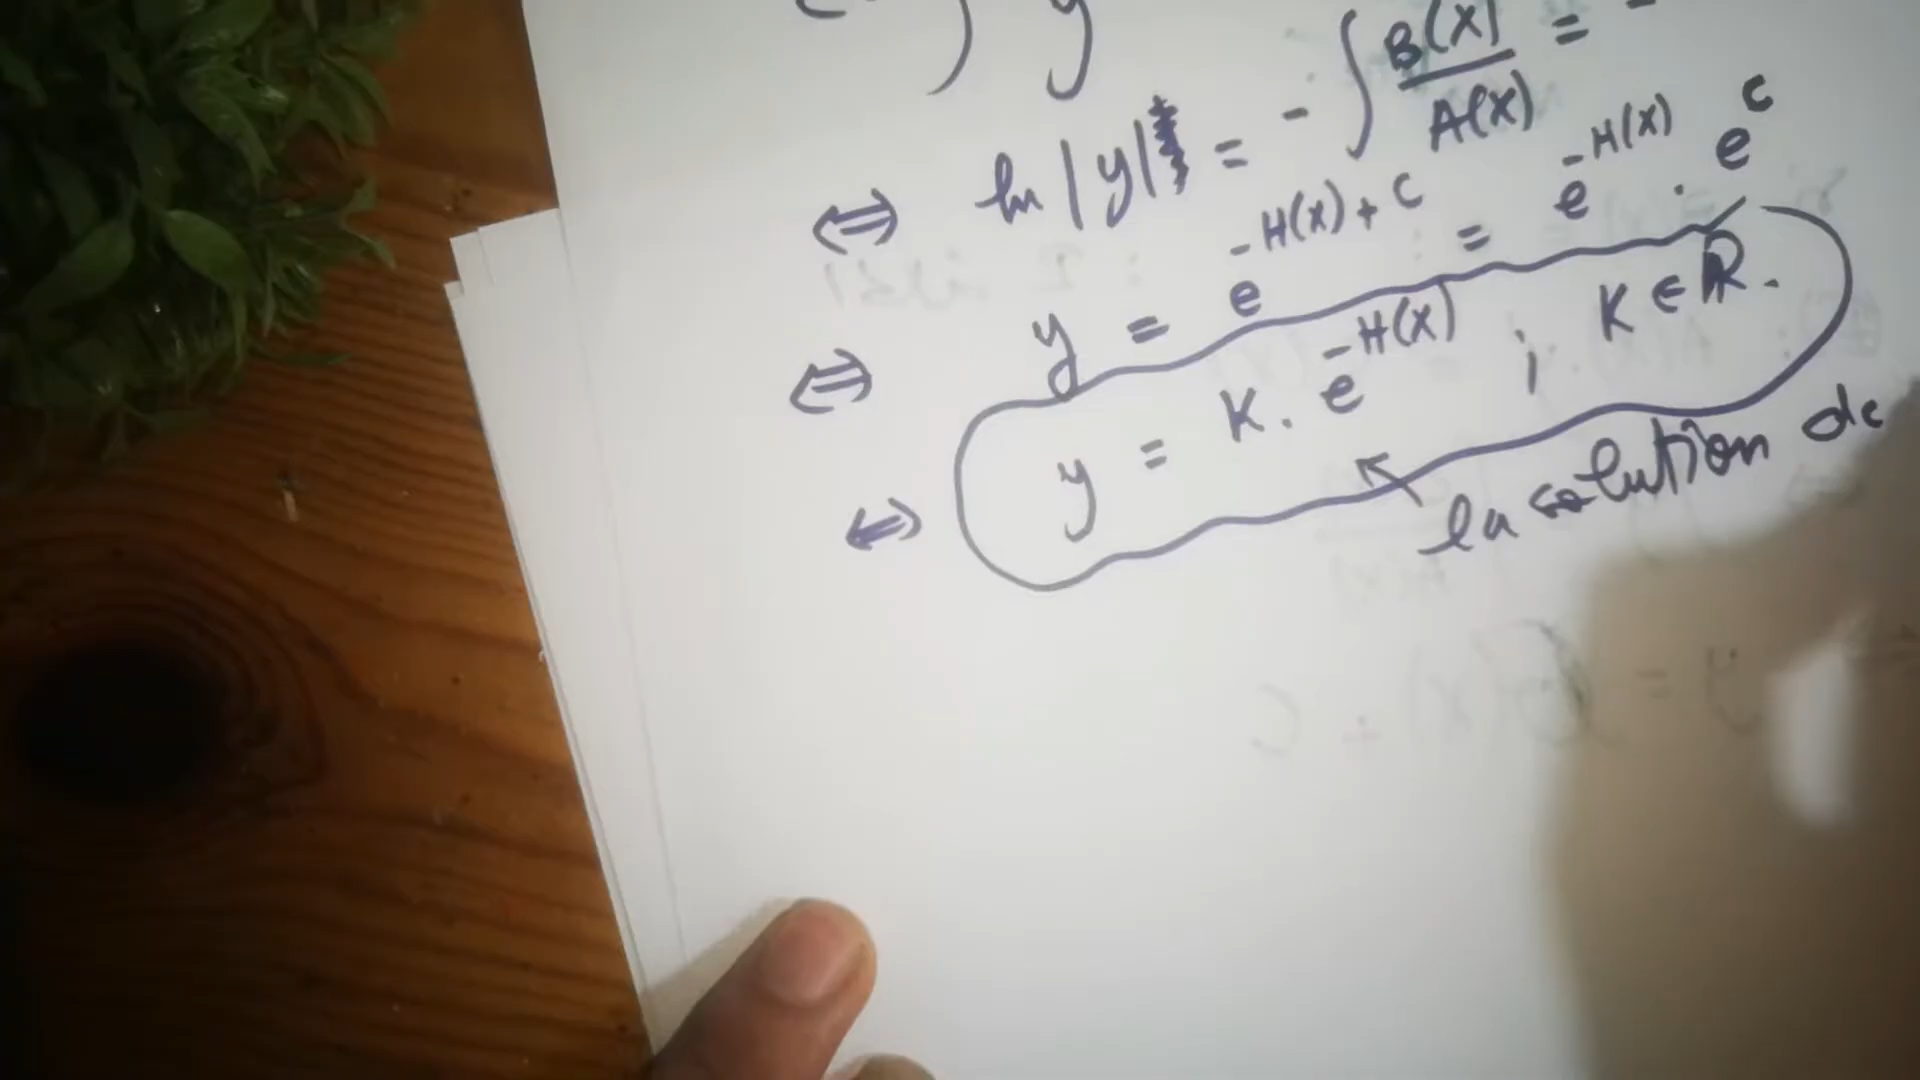 ) y
⇔ ln |y| = - ∫ B(x)/A(x) = -
⇔ y = e^{-H(x)+C} = e^{-H(x)} . e^C
⇔ y = K . e^{-H(x)} ; K ∈ ℝ.
la solution de